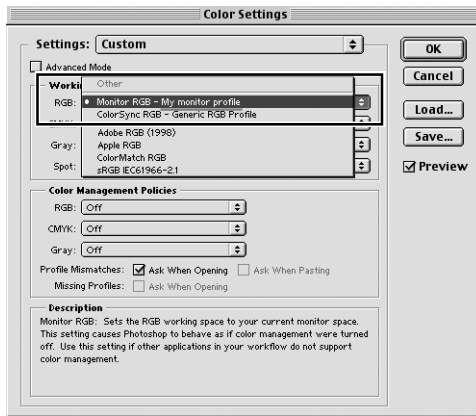 Color Settings
Settings: Custom
OK
Advanced Mode
Cancel
Other
RGB: Monitor RGB - My monitor profile
ColorSync RGB - Generic RGB Profile
Load...
Adobe RGB (1998)
Save...
Gray: Apple RGB
ColorMatch RGB
Preview
Spot: sRGB IEC61966-2.1
Color Management Policies
RGB: Off
CMYK: Off
Gray: Off
Profile Mismatches: Ask When Opening Ask When Pasting
Missing Profiles: Ask When Opening
Description
Monitor RGB: Sets the RGB working space to your current monitor space.
This setting causes Photoshop to behave as if color management were turned
off. Use this setting if other applications in your workflow do not support
color management.